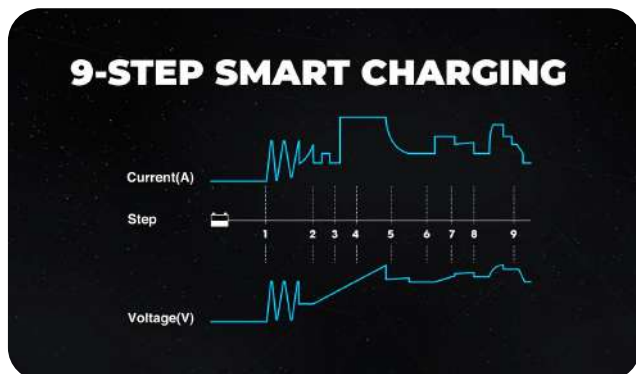 9-STEP SMART CHARGING
Current(A)
Step
1 2 3 4 5 6 7 8 9
Voltage(V)